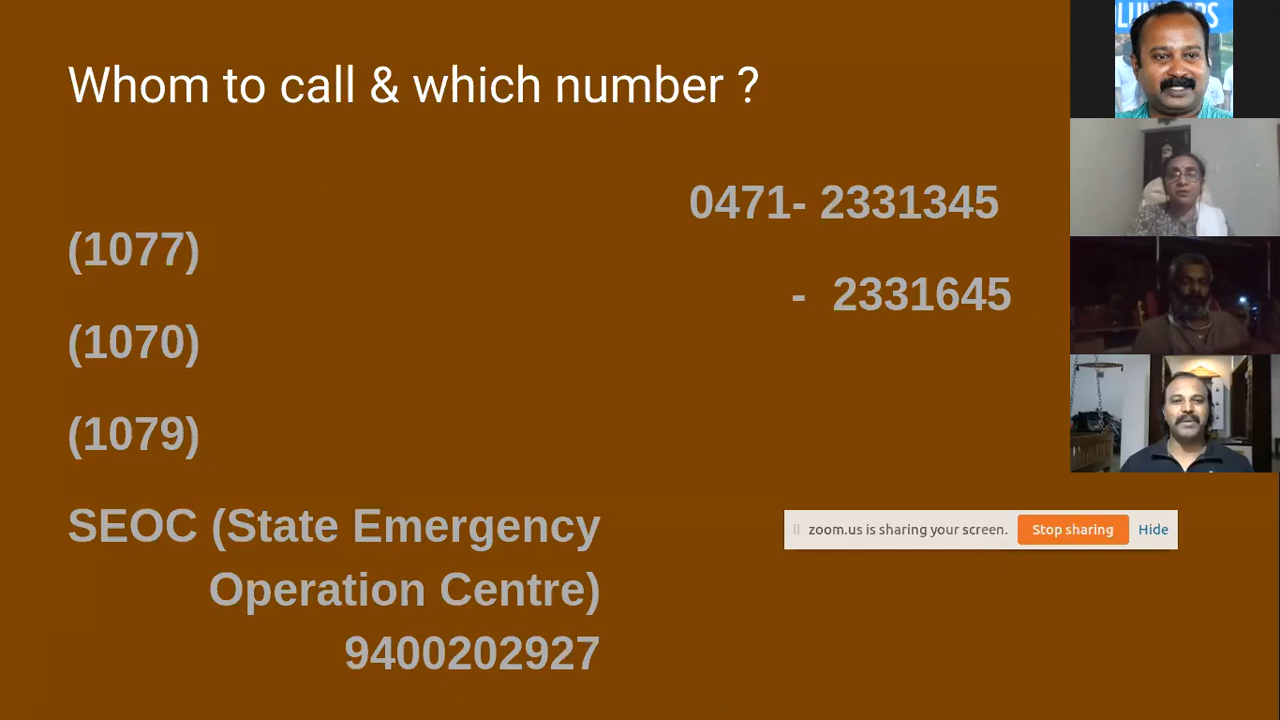 Whom to call & which number ?
0471- 2331345
(1077)
- 2331645
(1070)
(1079)
SEOC (State Emergency
Operation Centre)
9400202927
zoom.us is sharing your screen. Stop sharing Hide